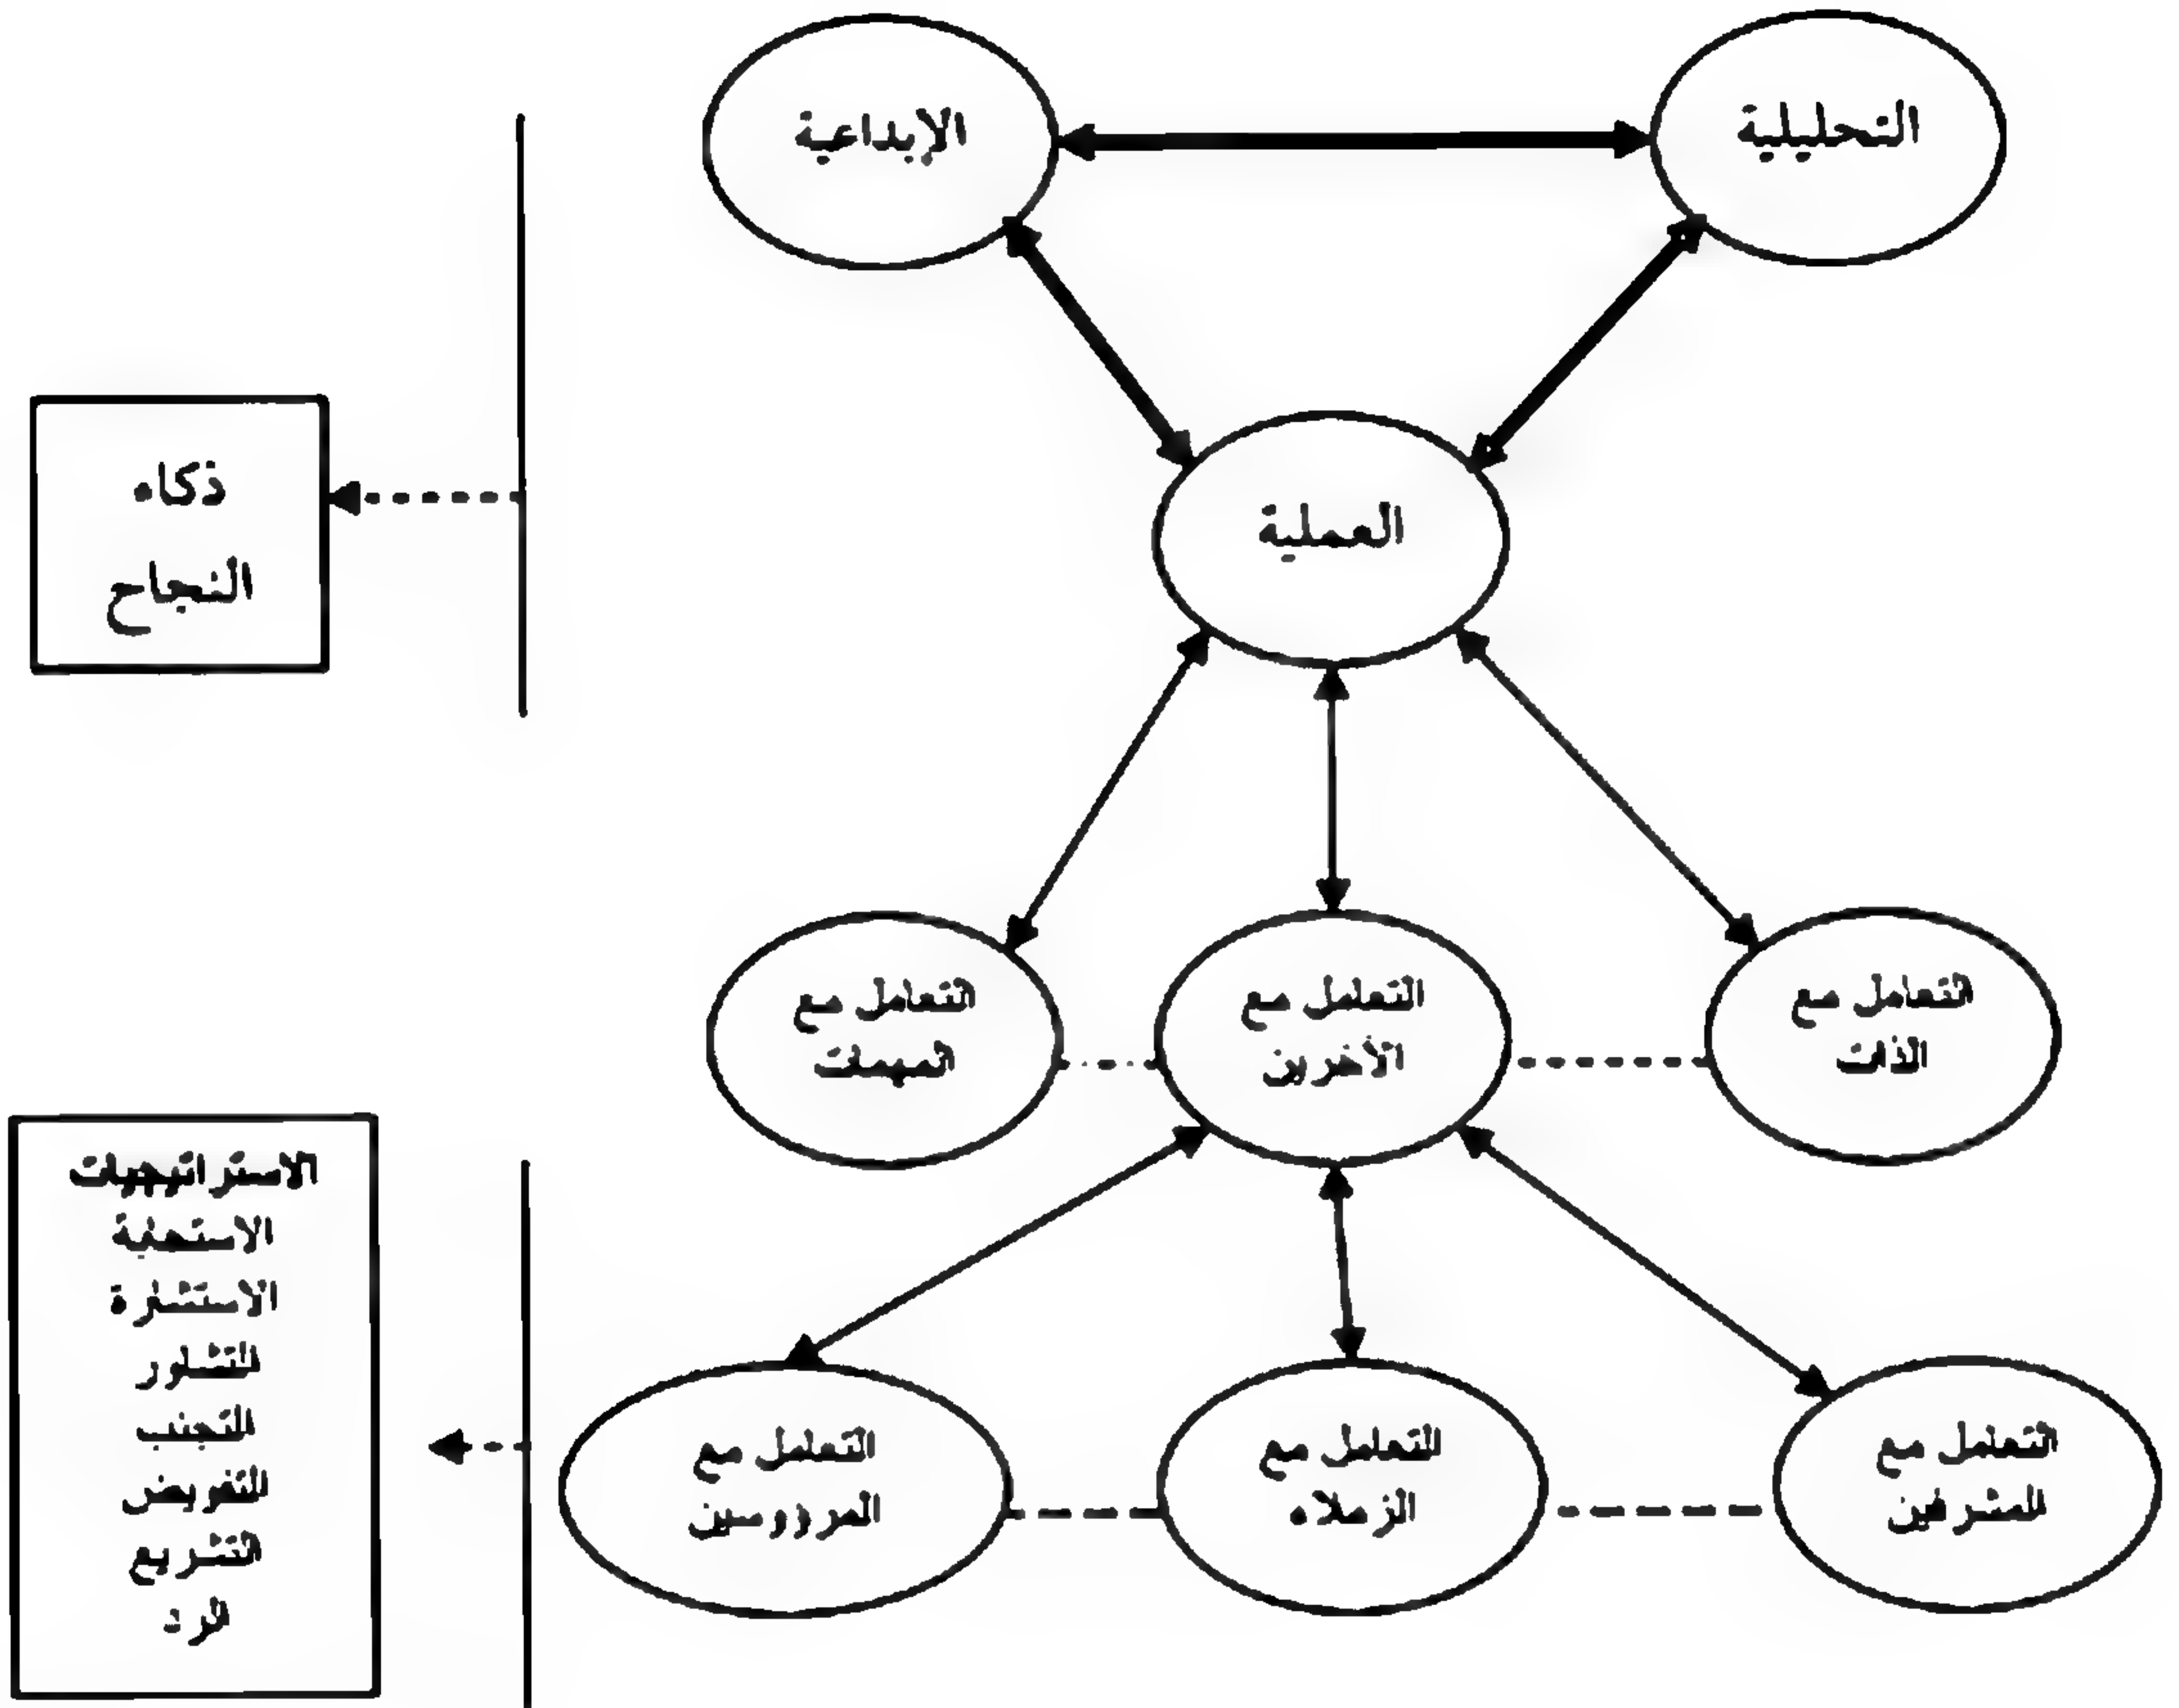 التحليلية
الإبداعية
العملية
ذكاء
النجاح
التعامل مع
الذات
التعامل مع
الآخرين
التعامل مع
المهمات
التعامل مع
المشرفين
التعامل مع
الزملاء
التعامل مع
المرؤوسين
الاستراتيجيات
الاستشارة
التشاور
التجنب
التفويض
التشريع
الرد